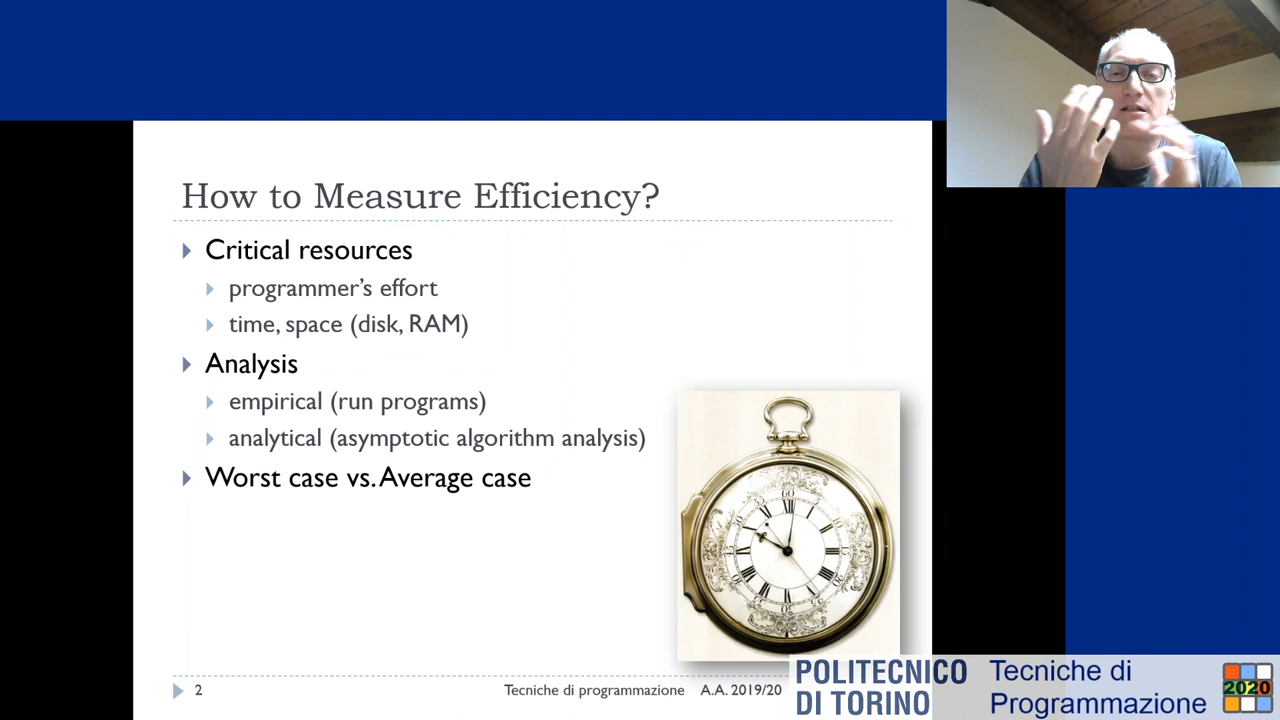 How to Measure Efficiency?
Critical resources
programmer's effort
time, space (disk, RAM)
Analysis
empirical (run programs)
analytical (asymptotic algorithm analysis)
Worst case vs. Average case
60
2
Tecniche di programmazione A.A. 2019/20
POLITECNICO
DI TORINO
Tecniche di
Programmazione
2020